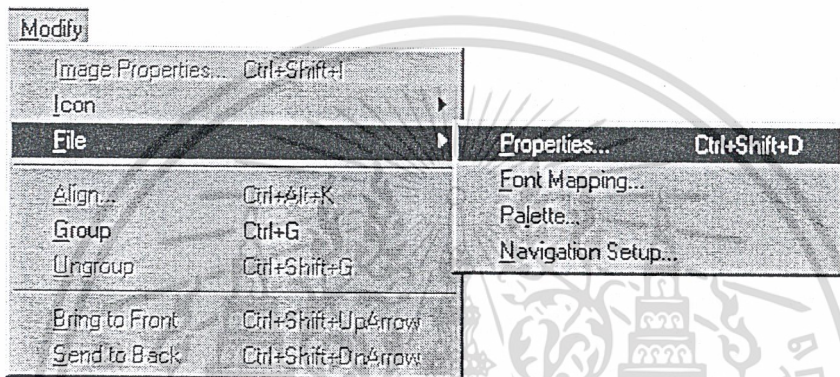 Modify
Image Properties... Ctrl+Shift+I
Icon
File
Align... Ctrl+Alt+K
Group Ctrl+G
Ungroup Ctrl+Shift+G
Bring to Front Ctrl+Shift+UpArrow
Send to Back Ctrl+Shift+DnArrow
Properties... Ctrl+Shift+D
Font Mapping...
Palette...
Navigation Setup...